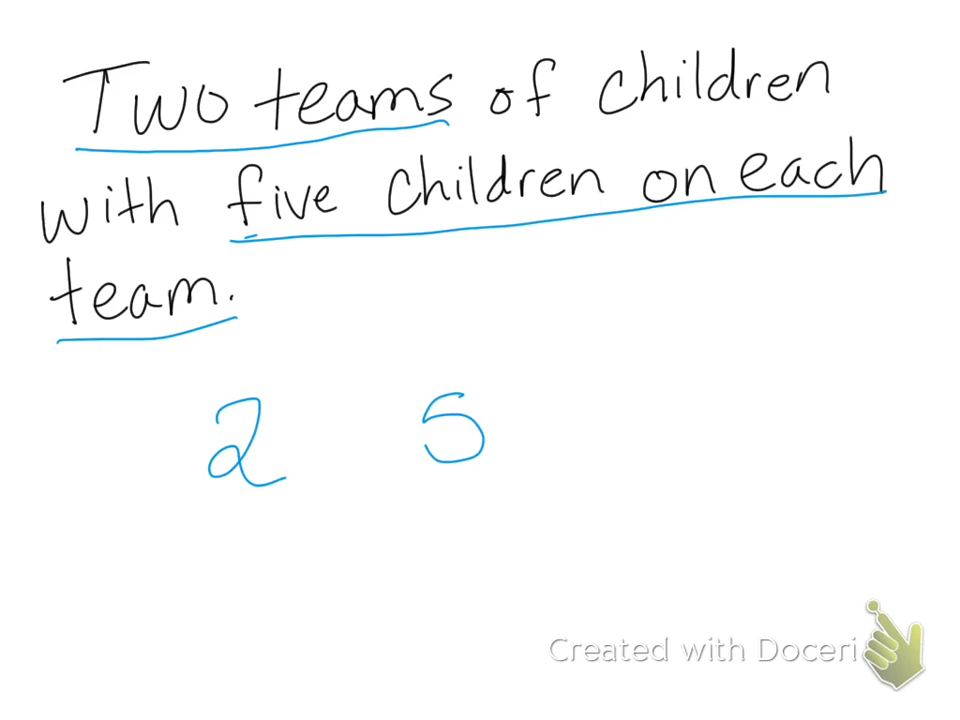 Two teams of children
with five children on each
team.
2 5
Created with Doceri